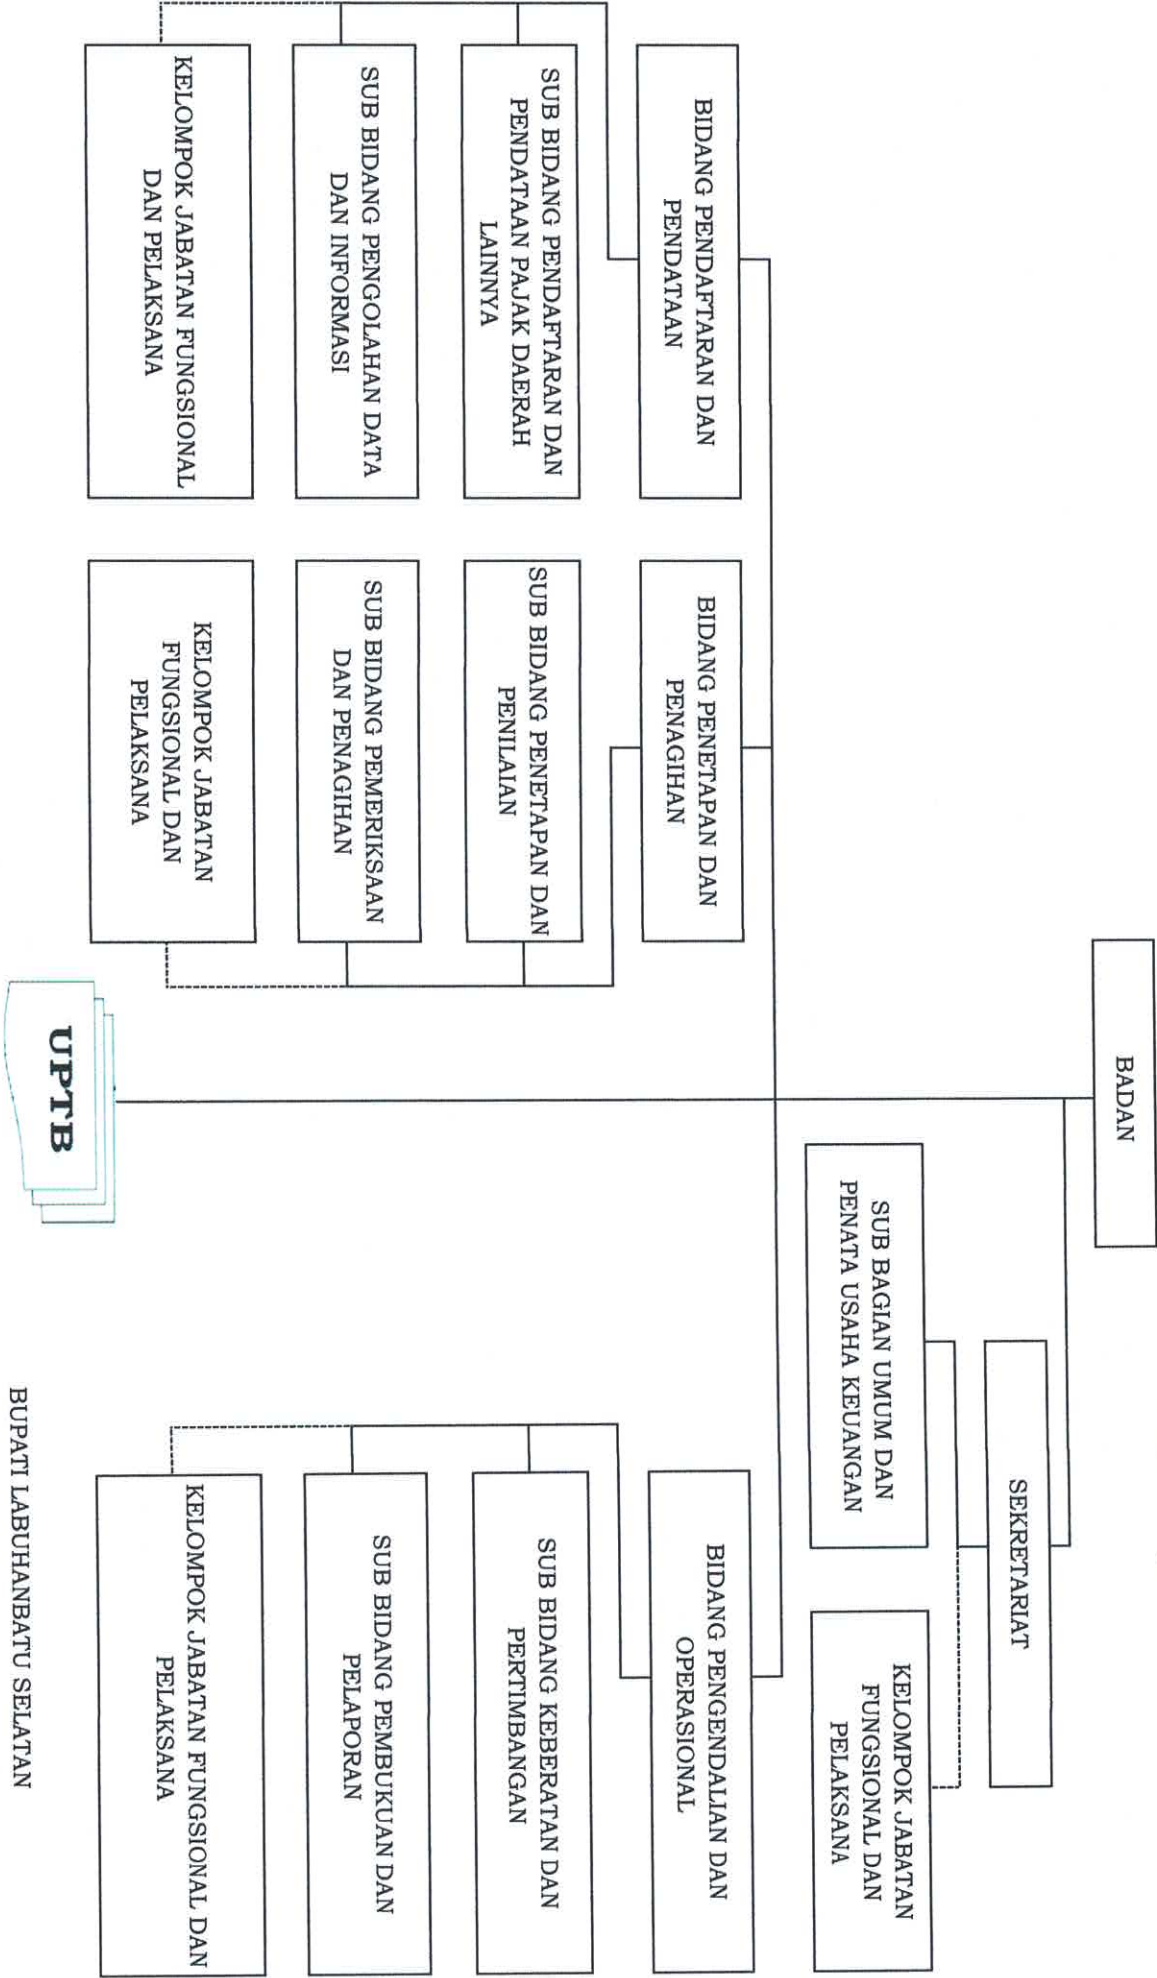 BADAN
SEKRETARIAT
SUB BAGIAN UMUM DAN
PENATA USAHA KEUANGAN
KELOMPOK JABATAN
FUNGSIONAL DAN
PELAKSANA
BIDANG PENDAFTARAN DAN
PENDATAAN
BIDANG PENETAPAN DAN
PENAGIHAN
BIDANG PENGENDALIAN DAN
OPERASIONAL
SUB BIDANG PENDAFTARAN DAN
PENDATAAN PAJAK DAERAH
LAINNYA
SUB BIDANG PENETAPAN DAN
PENILAIAN
SUB BIDANG KEBERATAN DAN
PERTIMBANGAN
SUB BIDANG PENGOLAHAN DATA
DAN INFORMASI
SUB BIDANG PEMERIKSAAN
DAN PENAGIHAN
SUB BIDANG PEMBUKUAN DAN
PELAPORAN
KELOMPOK JABATAN FUNGSIONAL
DAN PELAKSANA
KELOMPOK JABATAN
FUNGSIONAL DAN
PELAKSANA
KELOMPOK JABATAN FUNGSIONAL DAN
PELAKSANA
UPTB
BUPATI LABUHANBATU SELATAN